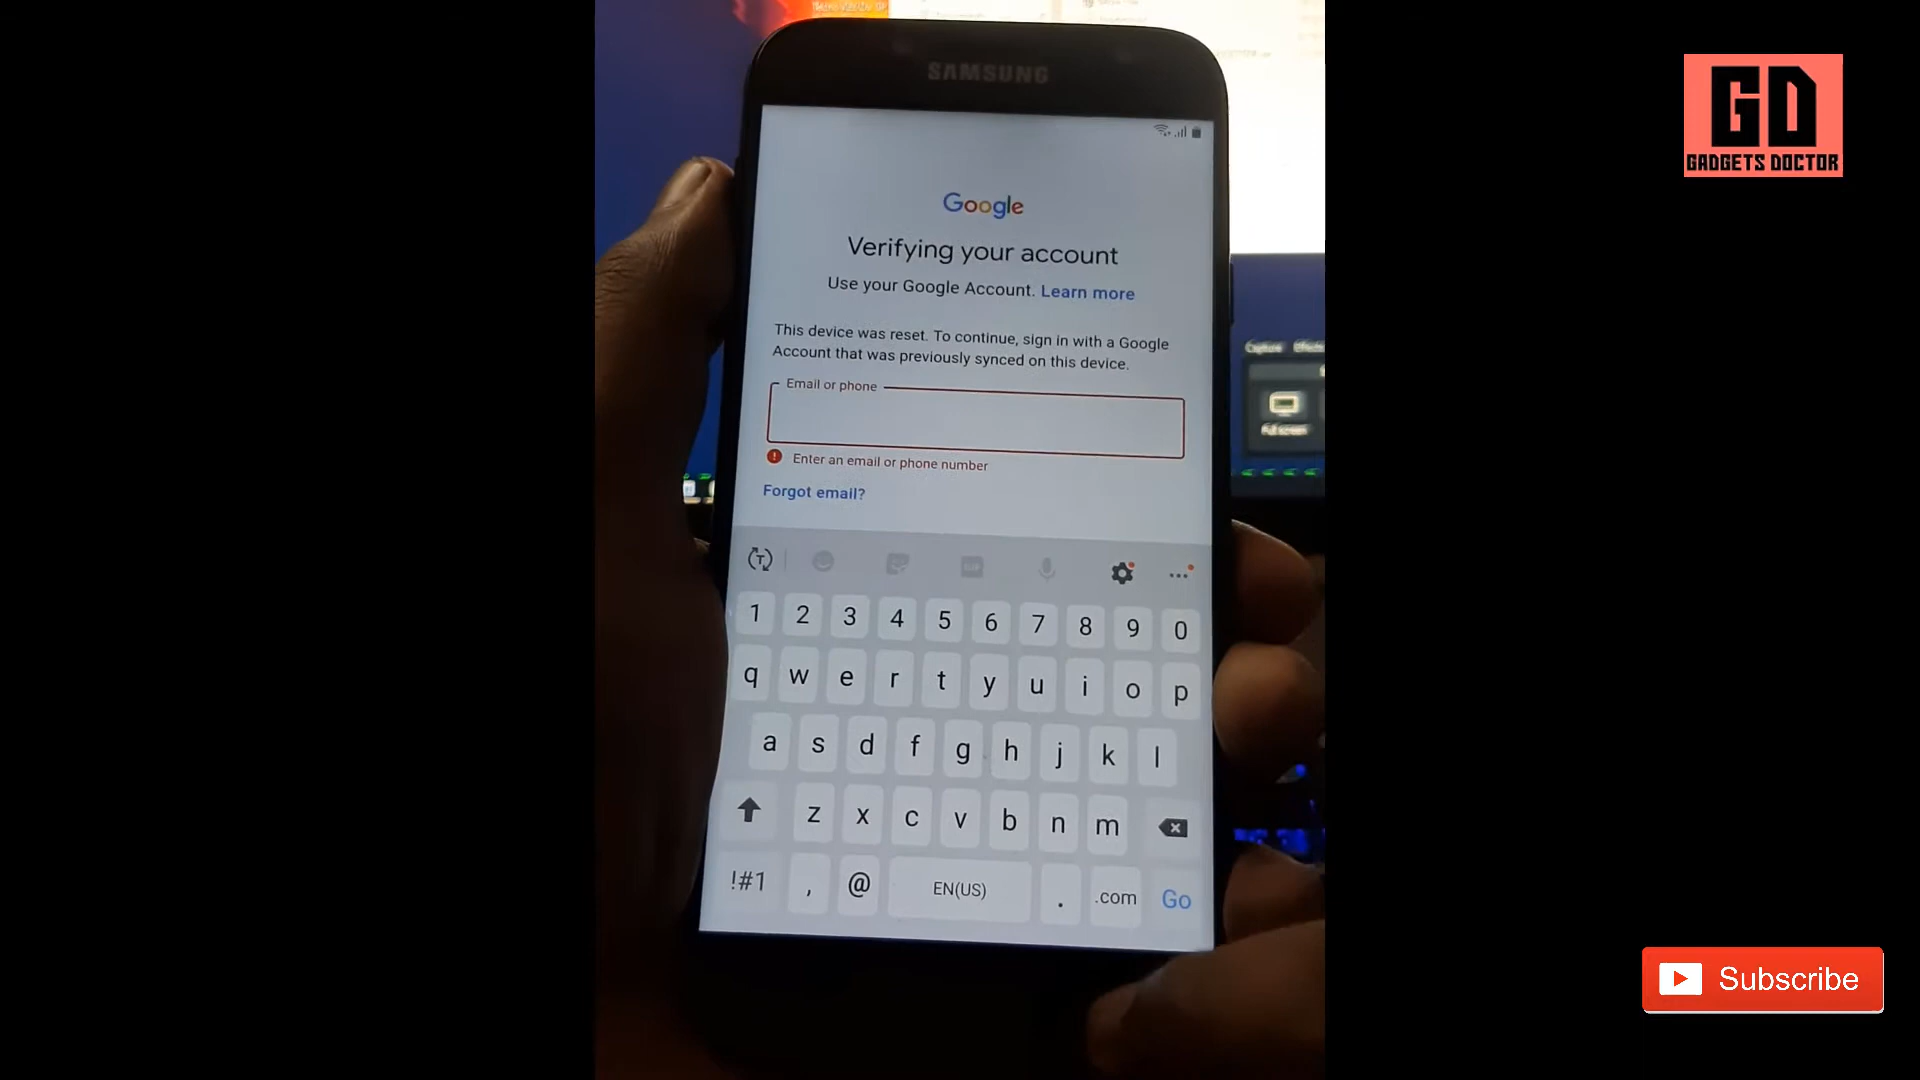 SAMSUNG
GD
GADGETS DOCTOR
Google
Verifying your account
Use your Google Account. Learn more
This device was reset. To continue, sign in with a Google
Account that was previously synced on this device.
Email or phone
Enter an email or phone number
Forgot email?
Capture
Full screen
1 2 3 4 5 6 7 8 9 0
q w e r t y u i o p
a s d f g h j k l
z x c v b n m
!#1 , @ EN(US) . .com Go
Subscribe